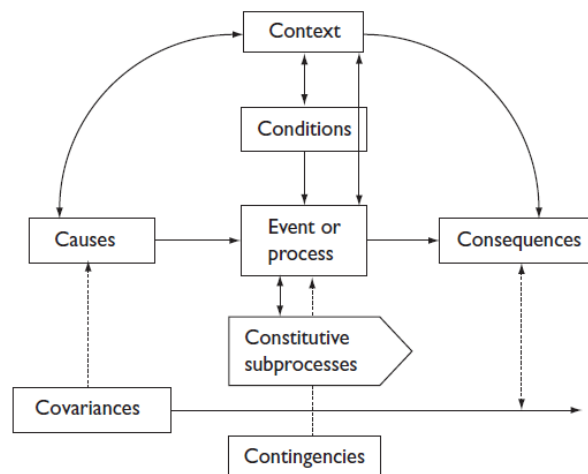 Context
Conditions
Causes
Event or
process
Consequences
Constitutive
subprocesses
Covariances
Contingencies